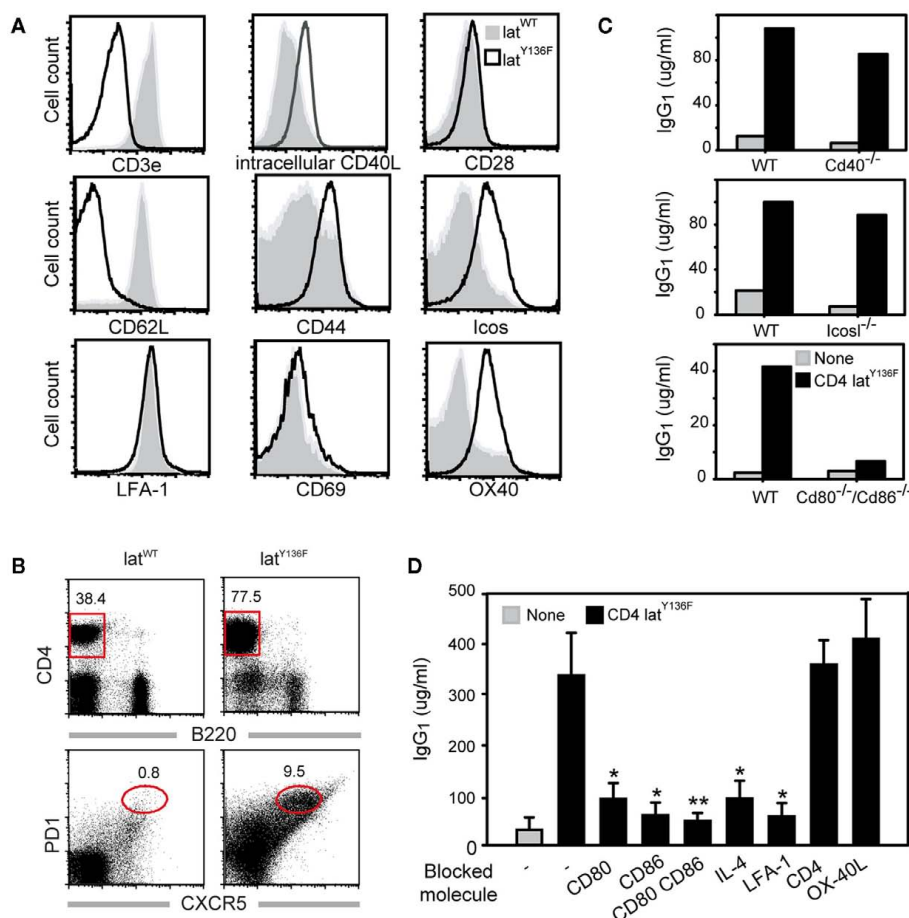 A
lat^WT
lat^Y136F
Cell count
CD3e
intracellular CD40L
CD28
Cell count
CD62L
CD44
Icos
Cell count
LFA-1
CD69
OX40
B
lat^WT
lat^Y136F
38.4
77.5
CD4
B220
0.8
9.5
PD1
CXCR5
C
IgG1 (ug/ml)
80
40
0
WT
Cd40^-/-
IgG1 (ug/ml)
80
40
0
WT
Icosl^-/-
None
CD4 lat^Y136F
IgG1 (ug/ml)
40
20
0
WT
Cd80^-/-/Cd86^-/-
D
None
CD4 lat^Y136F
IgG1 (ug/ml)
500
400
300
200
100
0
* * ** * *
Blocked molecule
-
-
CD80
CD86
CD80 CD86
IL-4
LFA-1
CD4
OX-40L